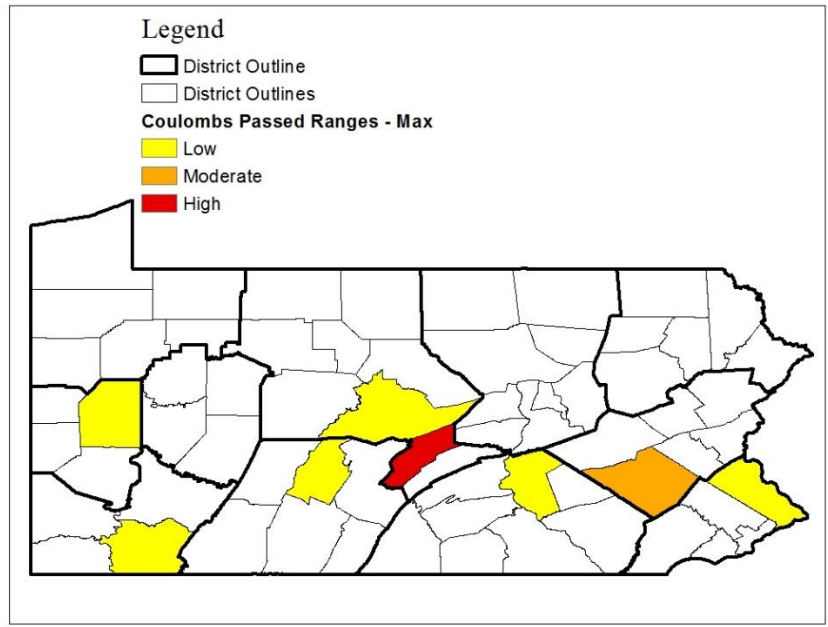 Legend
District Outline
District Outlines
Coulombs Passed Ranges - Max
Low
Moderate
High